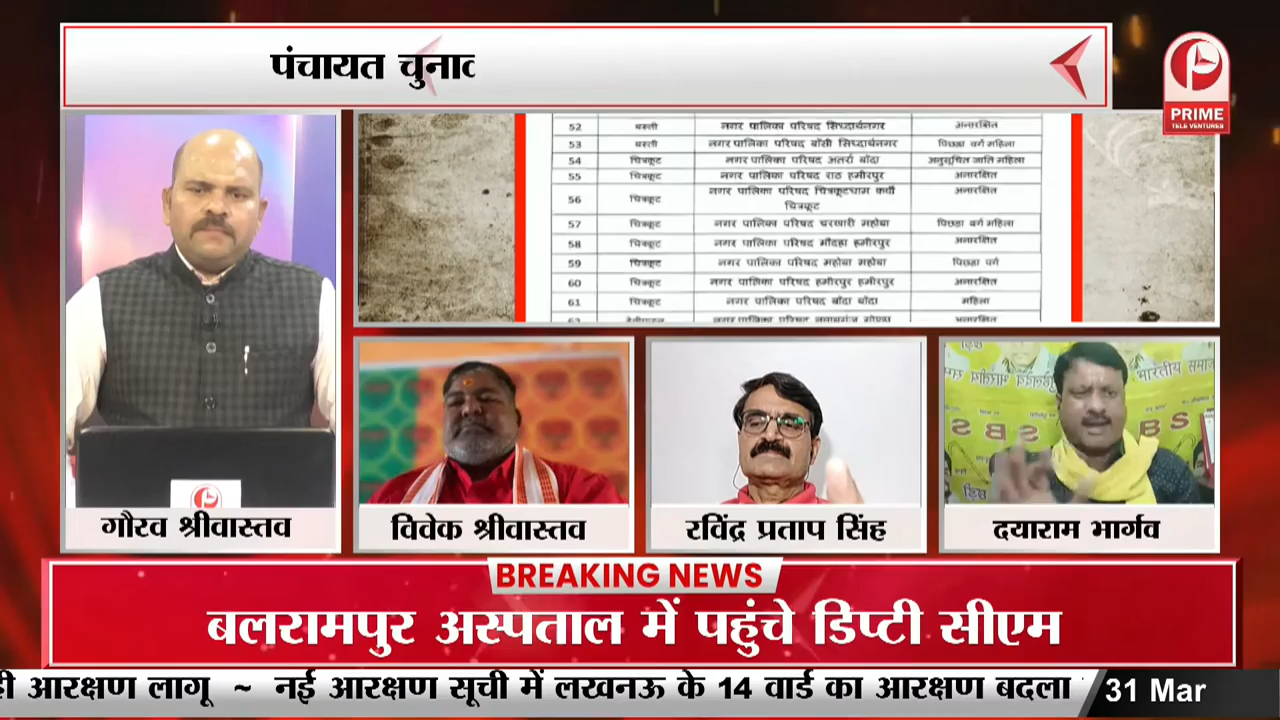 पंचायत चुनाव
PRIME
TELE VENTURES
52 बस्ती नगर पालिका परिषद सिध्दार्थनगर अनारक्षित
53 बस्ती नगर पालिका परिषद बाँसी सिध्दार्थनगर पिछडा वर्ग महिला
54 चित्रकूट नगर पालिका परिषद अतर्रा बाँदा अनुसूचित जाति महिला
55 चित्रकूट नगर पालिका परिषद राठ हमीरपुर अनारक्षित
56 चित्रकूट नगर पालिका परिषद चित्रकूटधाम कर्वी चित्रकूट अनारक्षित
57 चित्रकूट नगर पालिका परिषद चरखारी महोबा पिछडा वर्ग महिला
58 चित्रकूट नगर पालिका परिषद मौदहा हमीरपुर अनारक्षित
59 चित्रकूट नगर पालिका परिषद महोबा महोबा पिछडा वर्ग
60 चित्रकूट नगर पालिका परिषद हमीरपुर हमीरपुर अनारक्षित
61 चित्रकूट नगर पालिका परिषद बाँदा बाँदा महिला
गौरव श्रीवास्तव
विवेक श्रीवास्तव
रविंद्र प्रताप सिंह
दयाराम भार्गव
BREAKING NEWS
बलरामपुर अस्पताल में पहुंचे डिप्टी सीएम
आरक्षण लागू ~ नई आरक्षण सूची में लखनऊ के 14 वार्ड का आरक्षण बदला
31 Mar